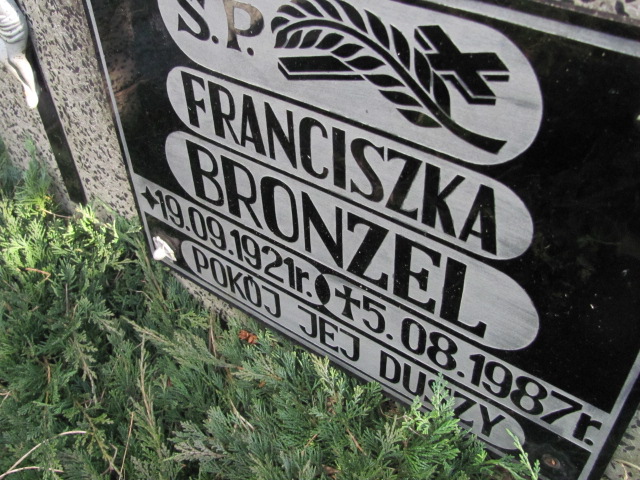 Ś.P.
FRANCISZKA
BRONZEL
19.09.1921r. 5.08.1987r.
POKÓJ JEJ DUSZY